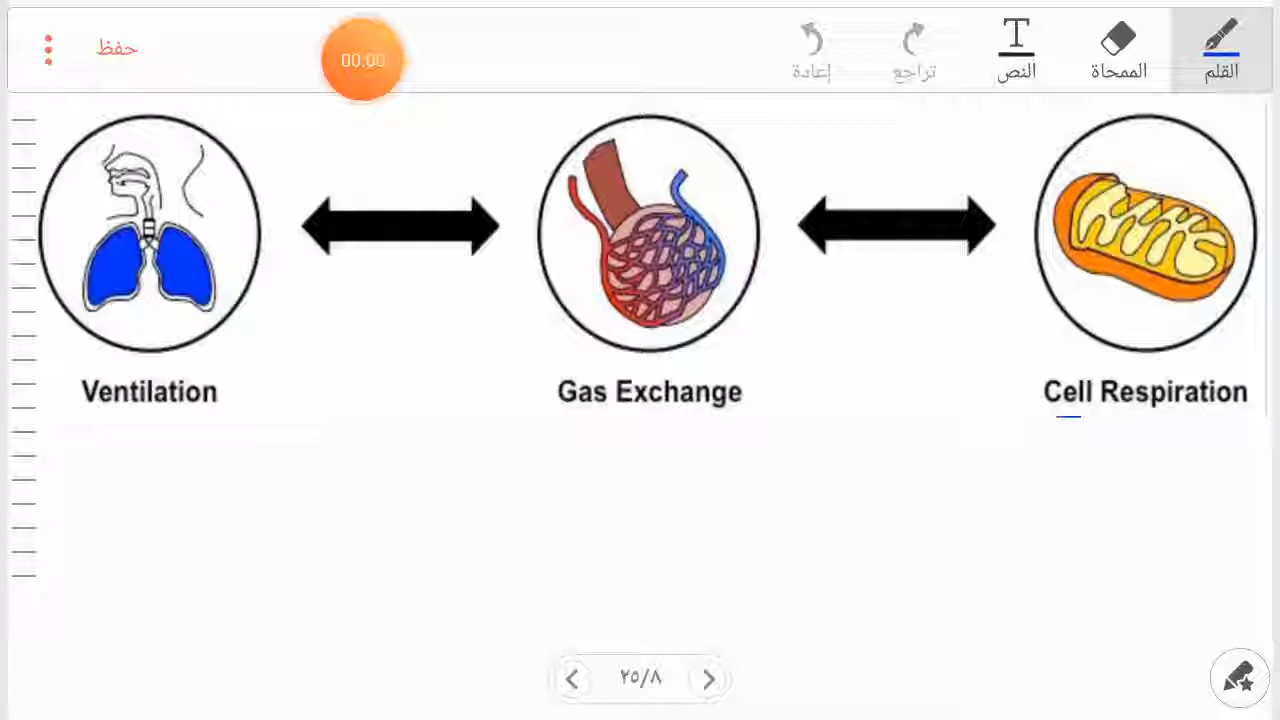 حفظ
00:00
إعادة
تراجع
النص
الممحاة
القلم
Ventilation
Gas Exchange
Cell Respiration
٢٥/٨